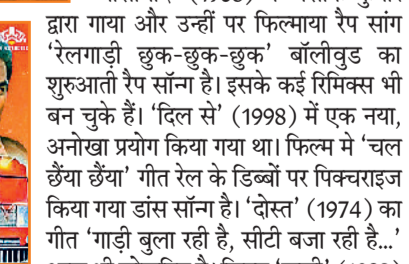 द्वारा गाया और उन्हीं पर फिल्माया रैप सांग
‘रेलगाड़ी छुक-छुक-छुक’ बॉलीवुड का
शुरुआती रैप सॉन्ग है। इसके कई रिमिक्स भी
बन चुके हैं। ‘दिल से’ (1998) में एक नया,
अनोखा प्रयोग किया गया था। फिल्म मे ‘चल
छैंया छैंया’ गीत रेल के डिब्बों पर पिक्चराइज
किया गया डांस सॉन्ग है। ‘दोस्त’ (1974) का
गीत ‘गाड़ी बुला रही है, सीटी बजा रही है...’